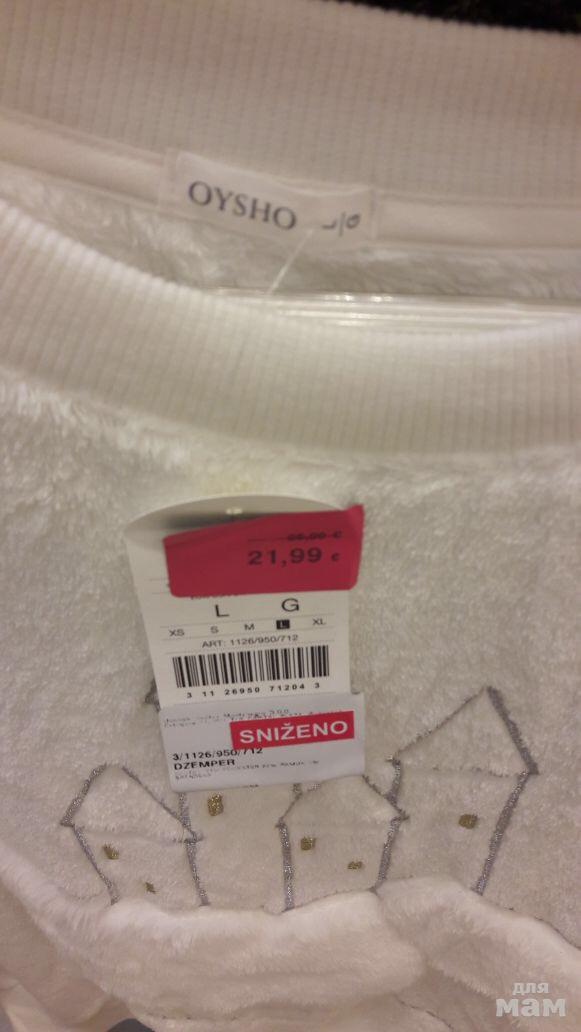 OYSHO L/G
21,99 €
L G
XS S M L XL
ART: 1126/950/712
3 11 26950 71204 3
SNIŽENO
3/1126/950/712
DZEMPER
для
мам